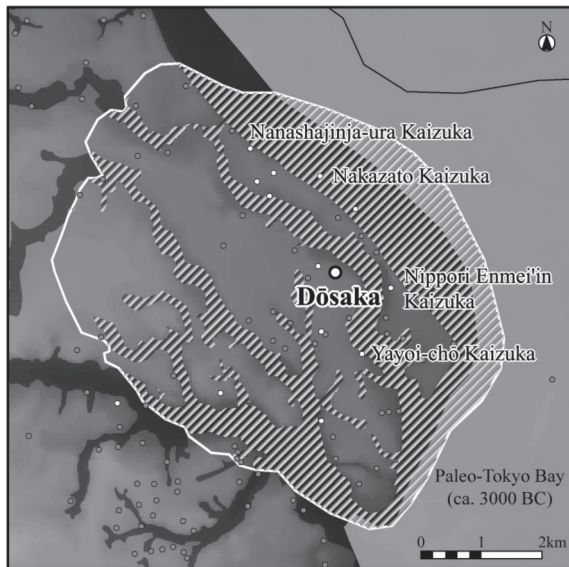 N
Nanashajinja-ura Kaizuka
Nakazato Kaizuka
Dōsaka
Nippori Enmei'in
Kaizuka
Yayoi-chō Kaizuka
Paleo-Tokyo Bay
(ca. 3000 BC)
0 1 2km